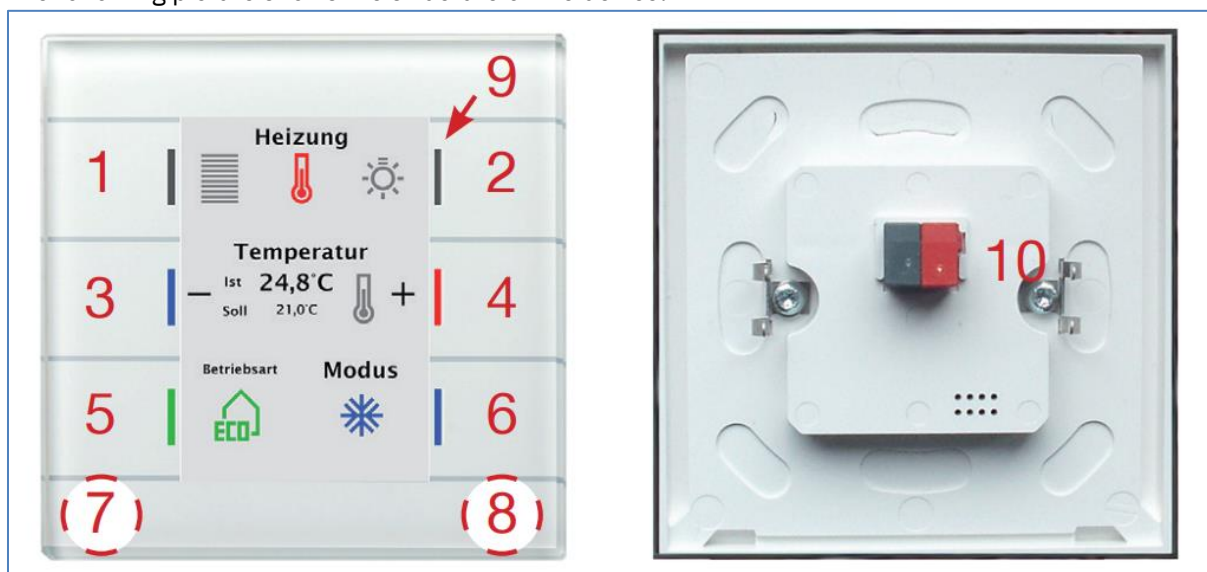 9
Heizung
1 2
Temperatur
3 − Ist 24,8°C + 4
Soll 21,0°C
Betriebsart Modus
5 ECO 6
7 8
10